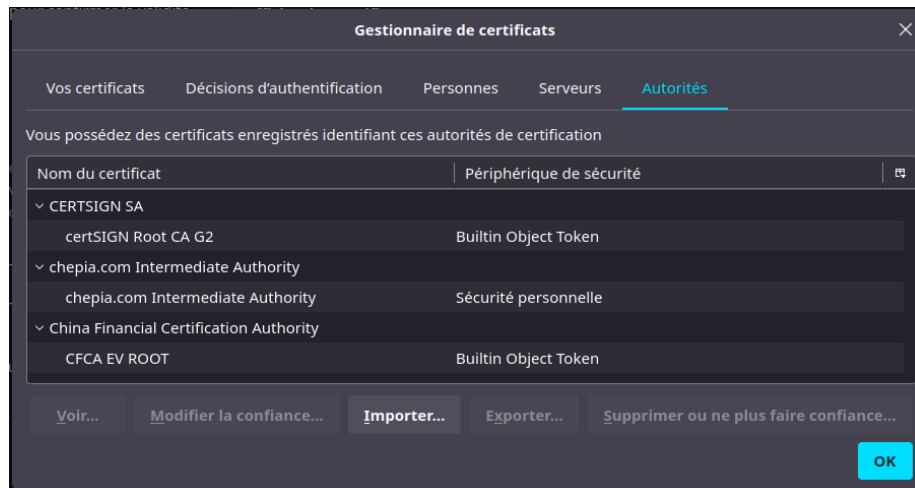 Gestionnaire de certificats
Vos certificats Décisions d’authentification Personnes Serveurs Autorités
Vous possédez des certificats enregistrés identifiant ces autorités de certification
Nom du certificat Périphérique de sécurité
CERTSIGN SA
certSIGN Root CA G2 Builtin Object Token
chepia.com Intermediate Authority
chepia.com Intermediate Authority Sécurité personnelle
China Financial Certification Authority
CFCA EV ROOT Builtin Object Token
Voir... Modifier la confiance... Importer... Exporter... Supprimer ou ne plus faire confiance...
OK